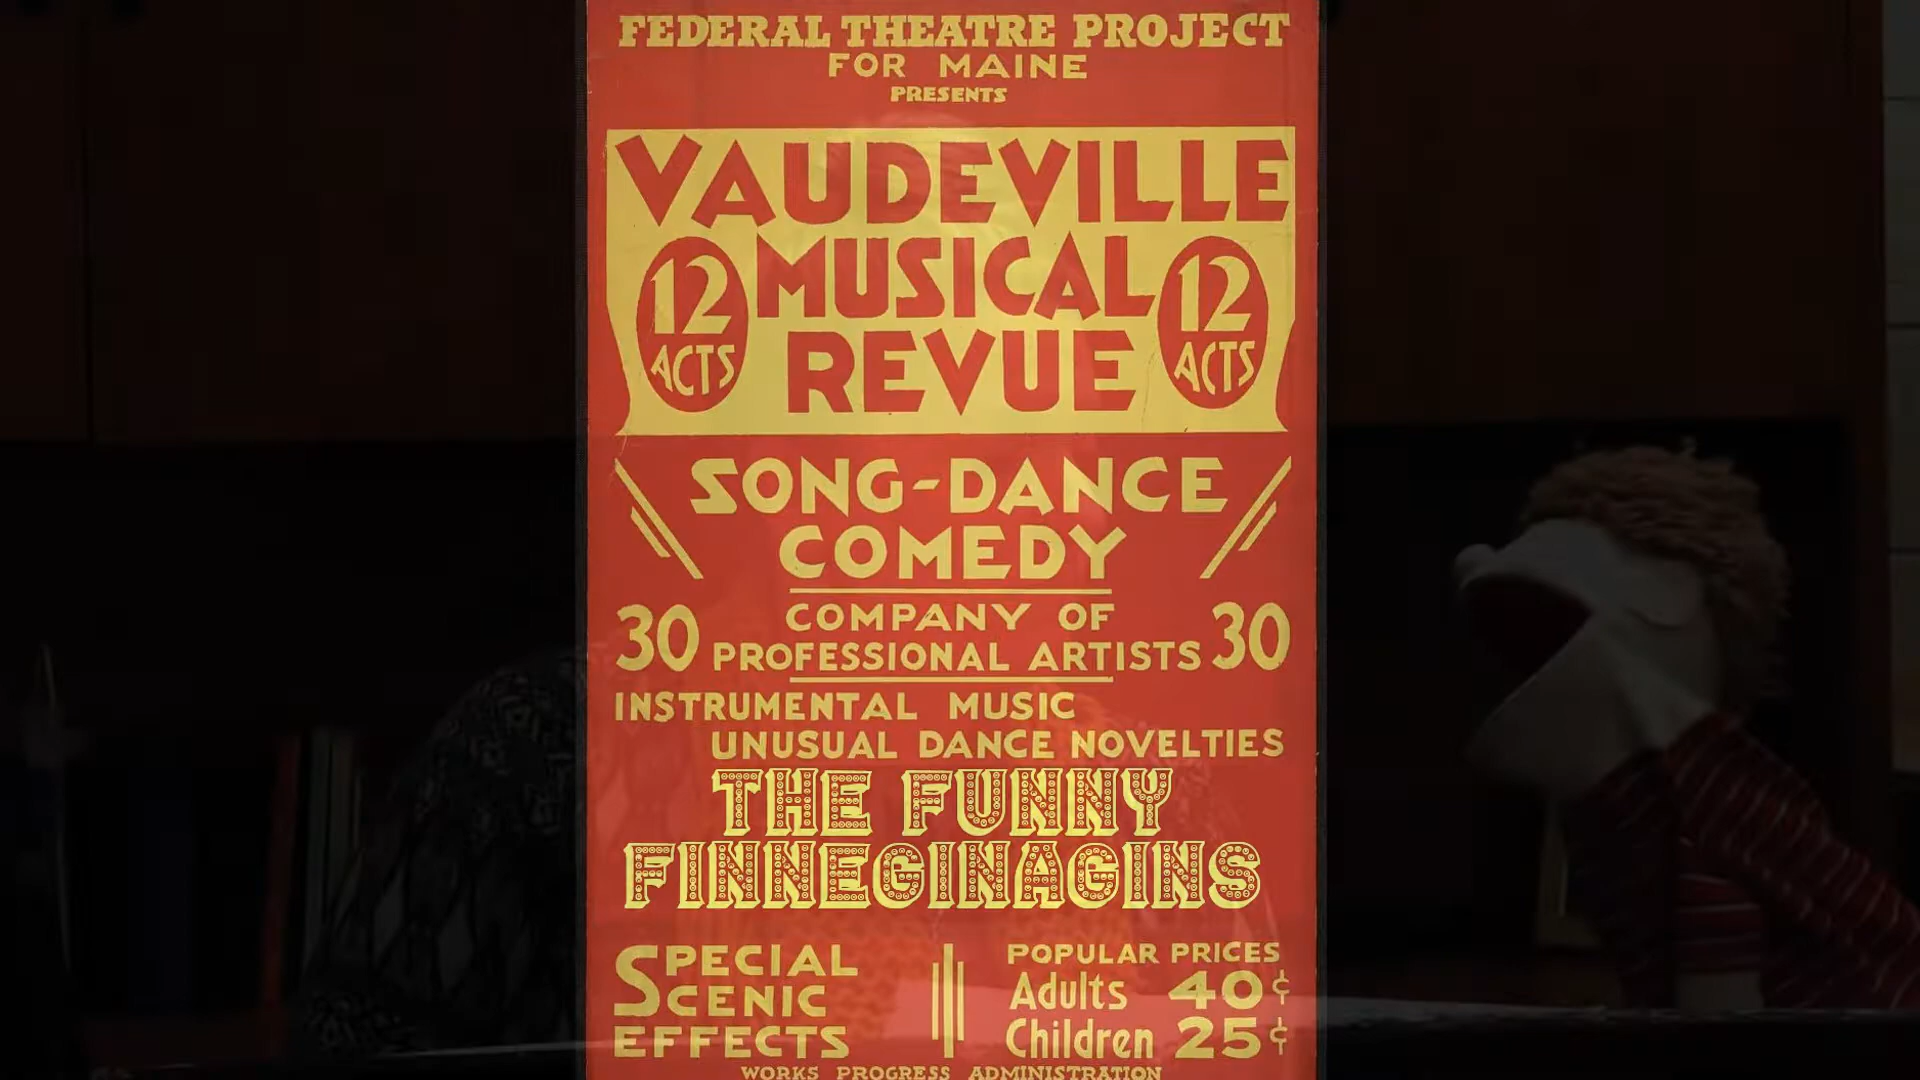 FEDERAL THEATRE PROJECT
FOR MAINE
PRESENTS
VAUDEVILLE
12 ACTS MUSICAL 12 ACTS
REVUE
SONG-DANCE
COMEDY
30 COMPANY OF 30
PROFESSIONAL ARTISTS
INSTRUMENTAL MUSIC
UNUSUAL DANCE NOVELTIES
THE FUNNY
FINNEGINAGINS
SPECIAL
SCENIC
EFFECTS
POPULAR PRICES
Adults 40¢
Children 25¢
WORKS PROGRESS ADMINISTRATION